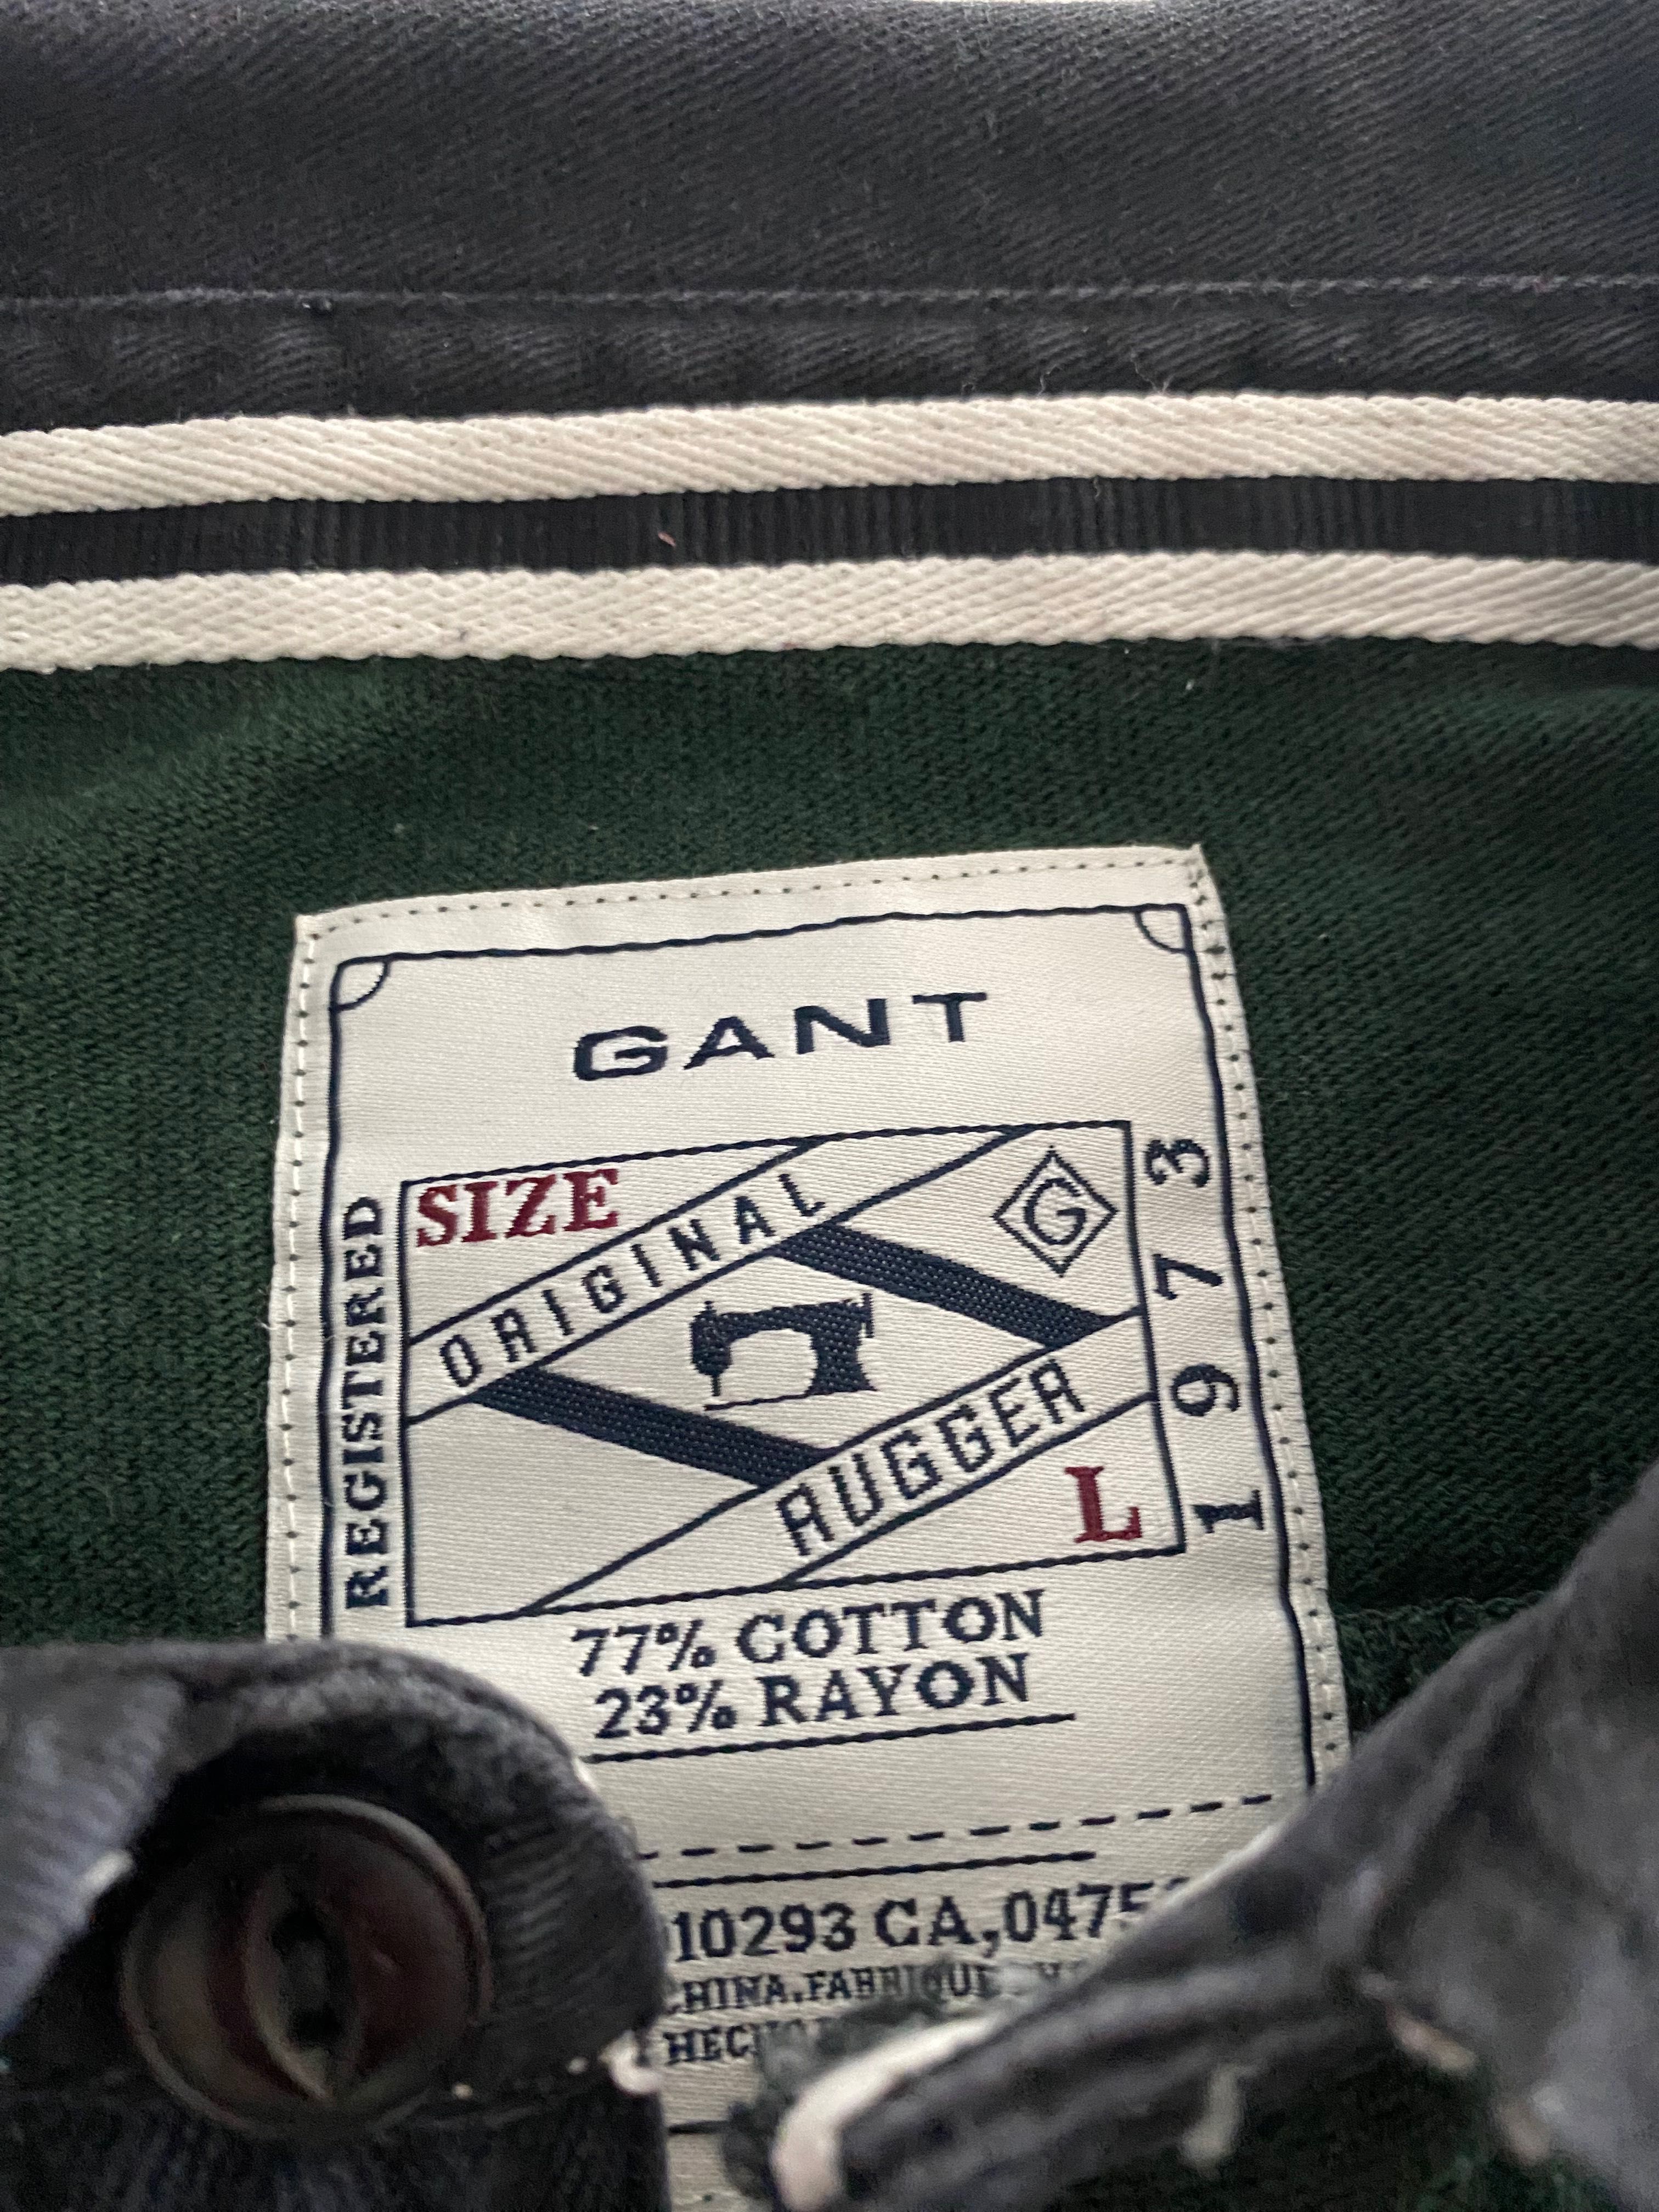 GANT
SIZE
ORIGINAL
G
RUGGER
L
REGISTERED
1973
77% COTTON
23% RAYON
10293 CA,0475
CHINA.FABRIQUE